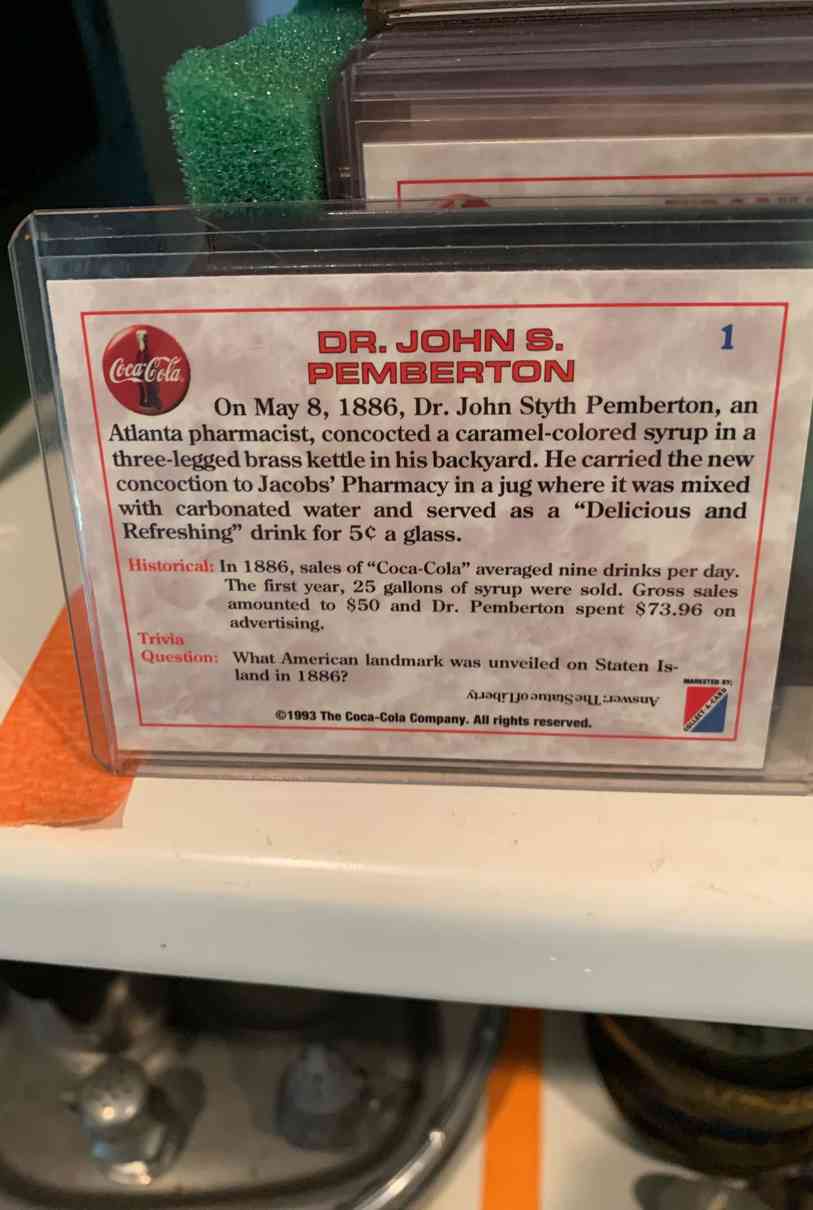 Coca-Cola
DR. JOHN S.
PEMBERTON
1
On May 8, 1886, Dr. John Styth Pemberton, an
Atlanta pharmacist, concocted a caramel-colored syrup in a
three-legged brass kettle in his backyard. He carried the new
concoction to Jacobs’ Pharmacy in a jug where it was mixed
with carbonated water and served as a “Delicious and
Refreshing” drink for 5¢ a glass.
Historical: In 1886, sales of “Coca-Cola” averaged nine drinks per day.
The first year, 25 gallons of syrup were sold. Gross sales
amounted to $50 and Dr. Pemberton spent $73.96 on
advertising.
Trivia
Question: What American landmark was unveiled on Staten Is-
land in 1886?
Answer: The Statue of Liberty
MARKETED BY:
COLLECT-A-CARD
©1993 The Coca-Cola Company. All rights reserved.